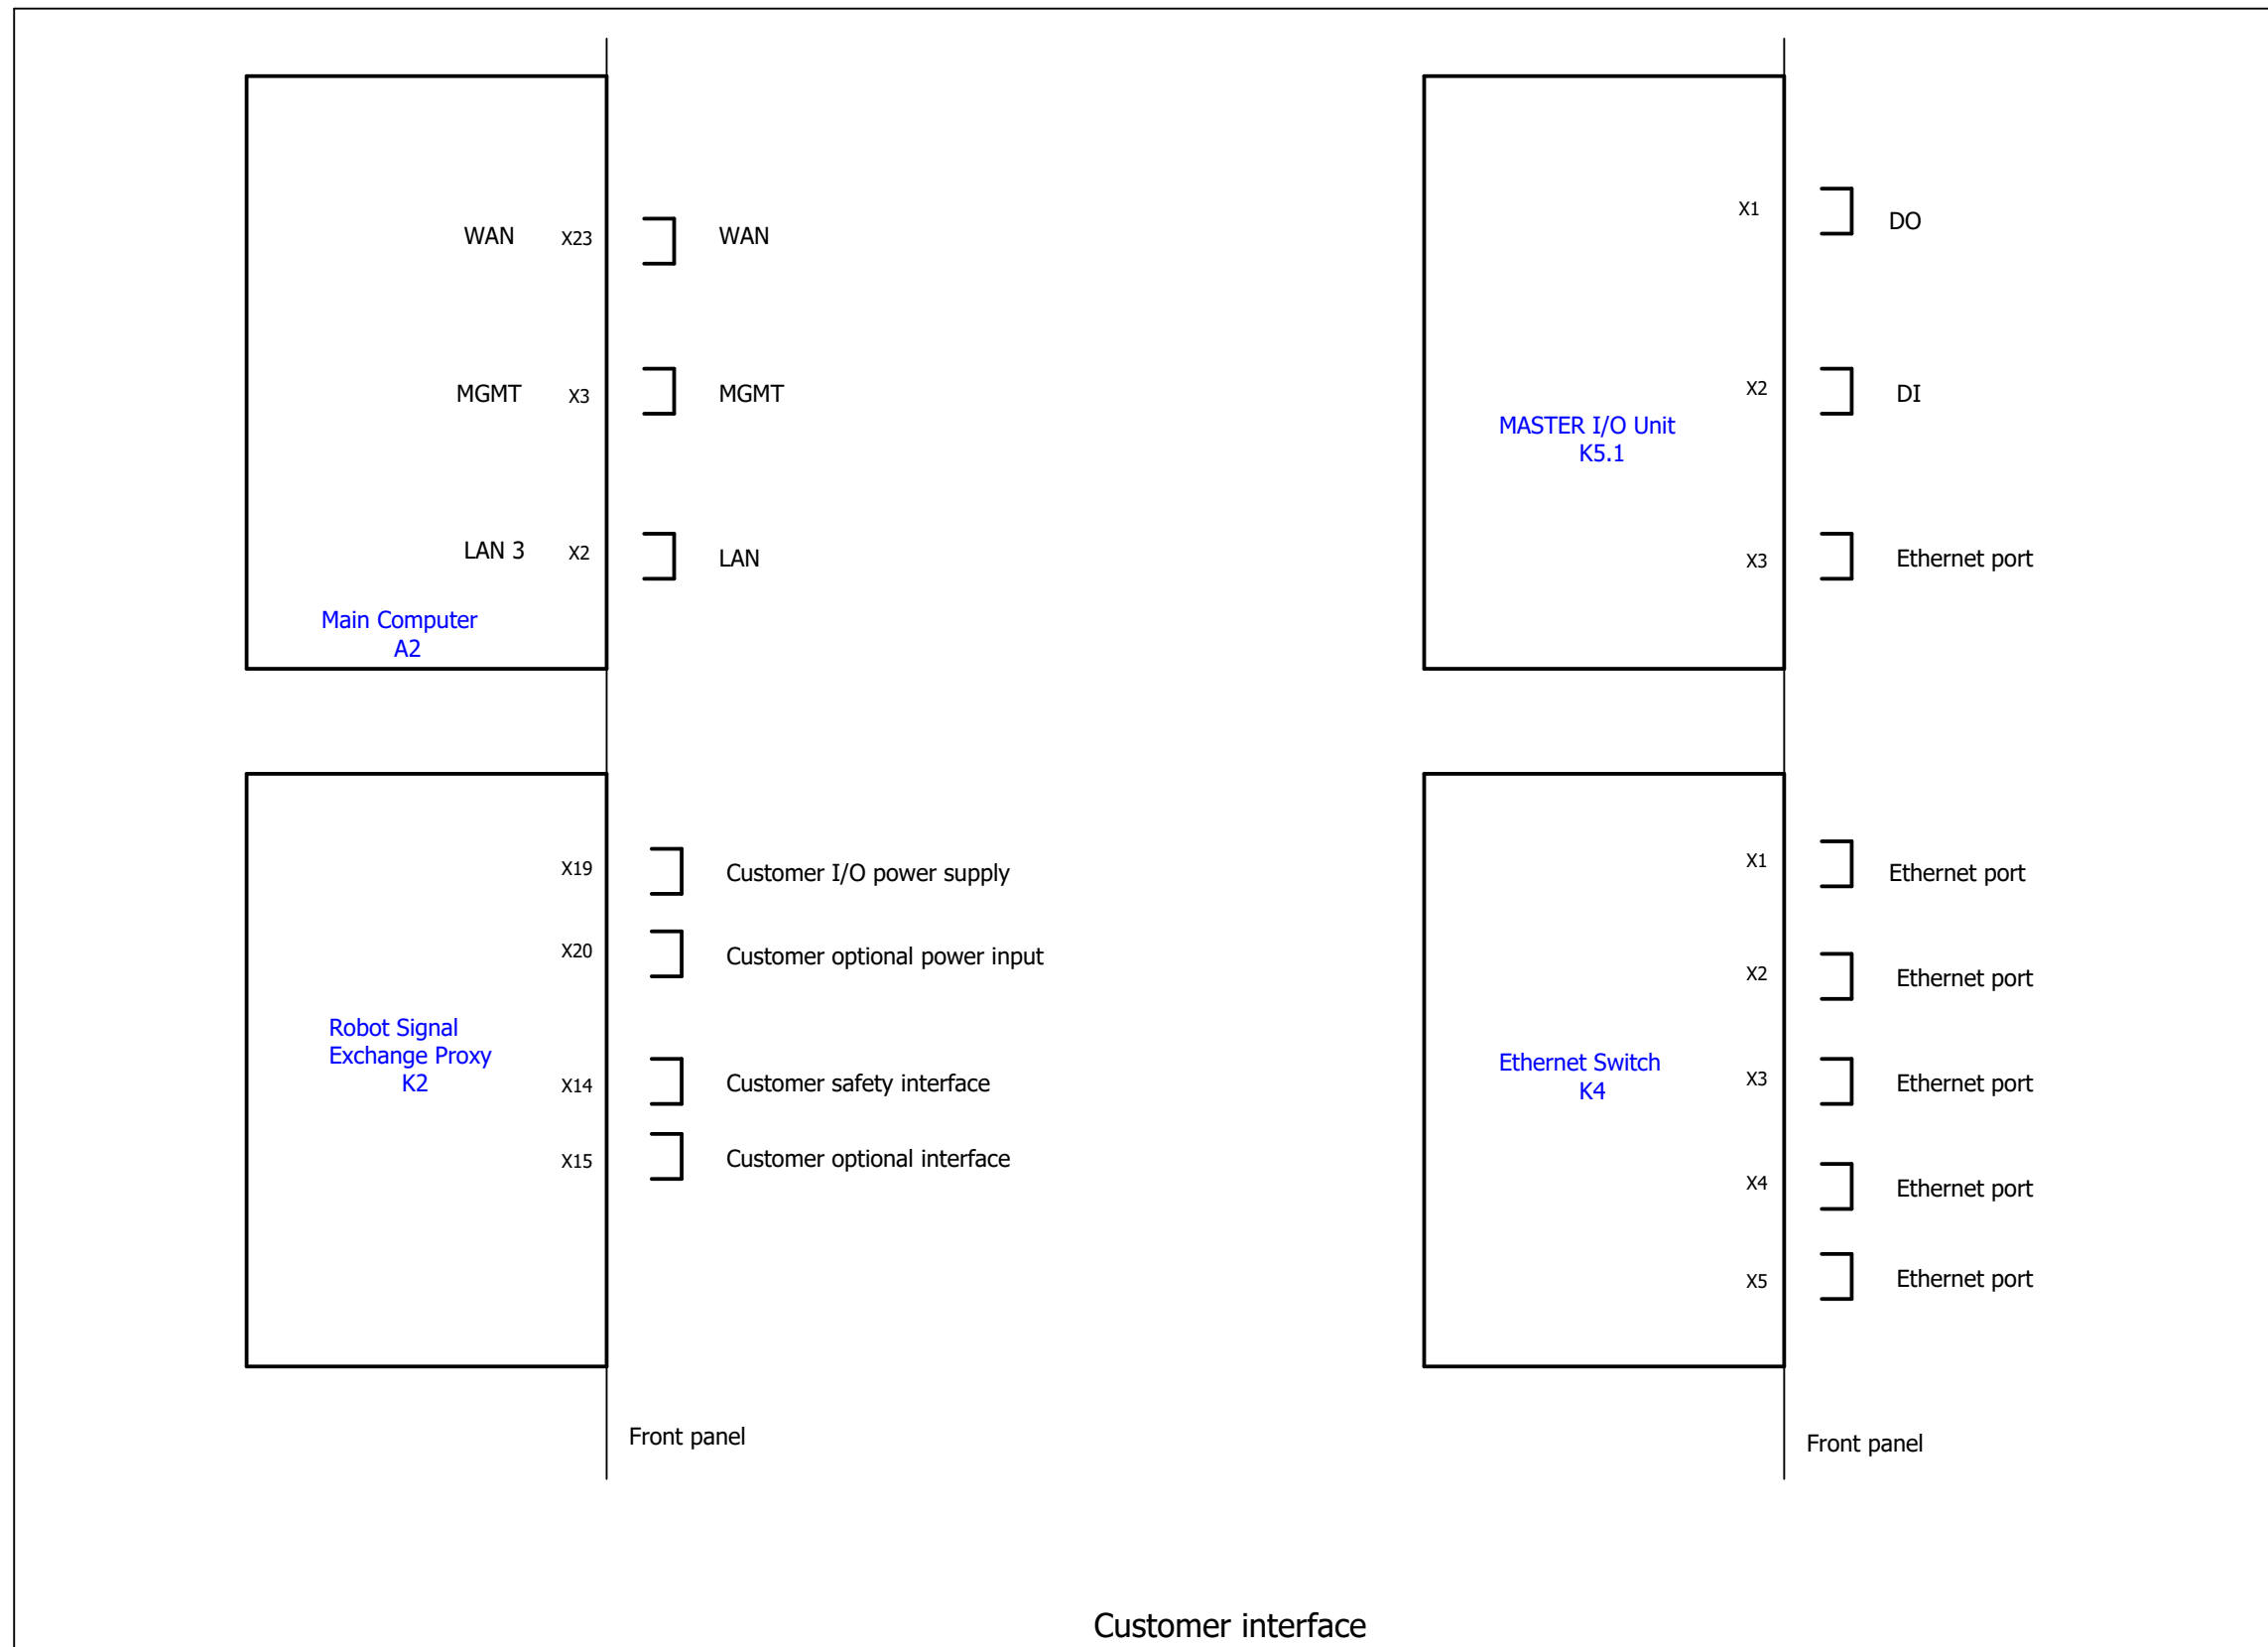 WAN X23 WAN
MGMT X3 MGMT
LAN 3 X2 LAN
Main Computer
A2
X19 Customer I/O power supply
X20 Customer optional power input
Robot Signal
Exchange Proxy
K2
X14 Customer safety interface
X15 Customer optional interface
Front panel
X1 DO
X2 DI
MASTER I/O Unit
K5.1
X3 Ethernet port
X1 Ethernet port
X2 Ethernet port
Ethernet Switch
K4
X3 Ethernet port
X4 Ethernet port
X5 Ethernet port
Front panel
Customer interface